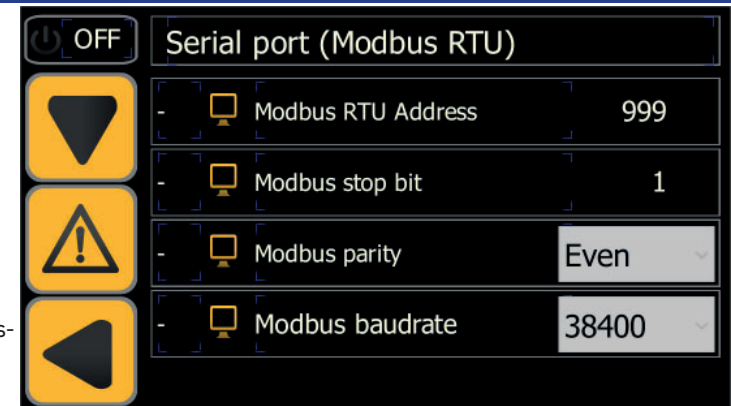 OFF
Serial port (Modbus RTU)
- Modbus RTU Address 999
- Modbus stop bit 1
- Modbus parity Even
- Modbus baudrate 38400
s-